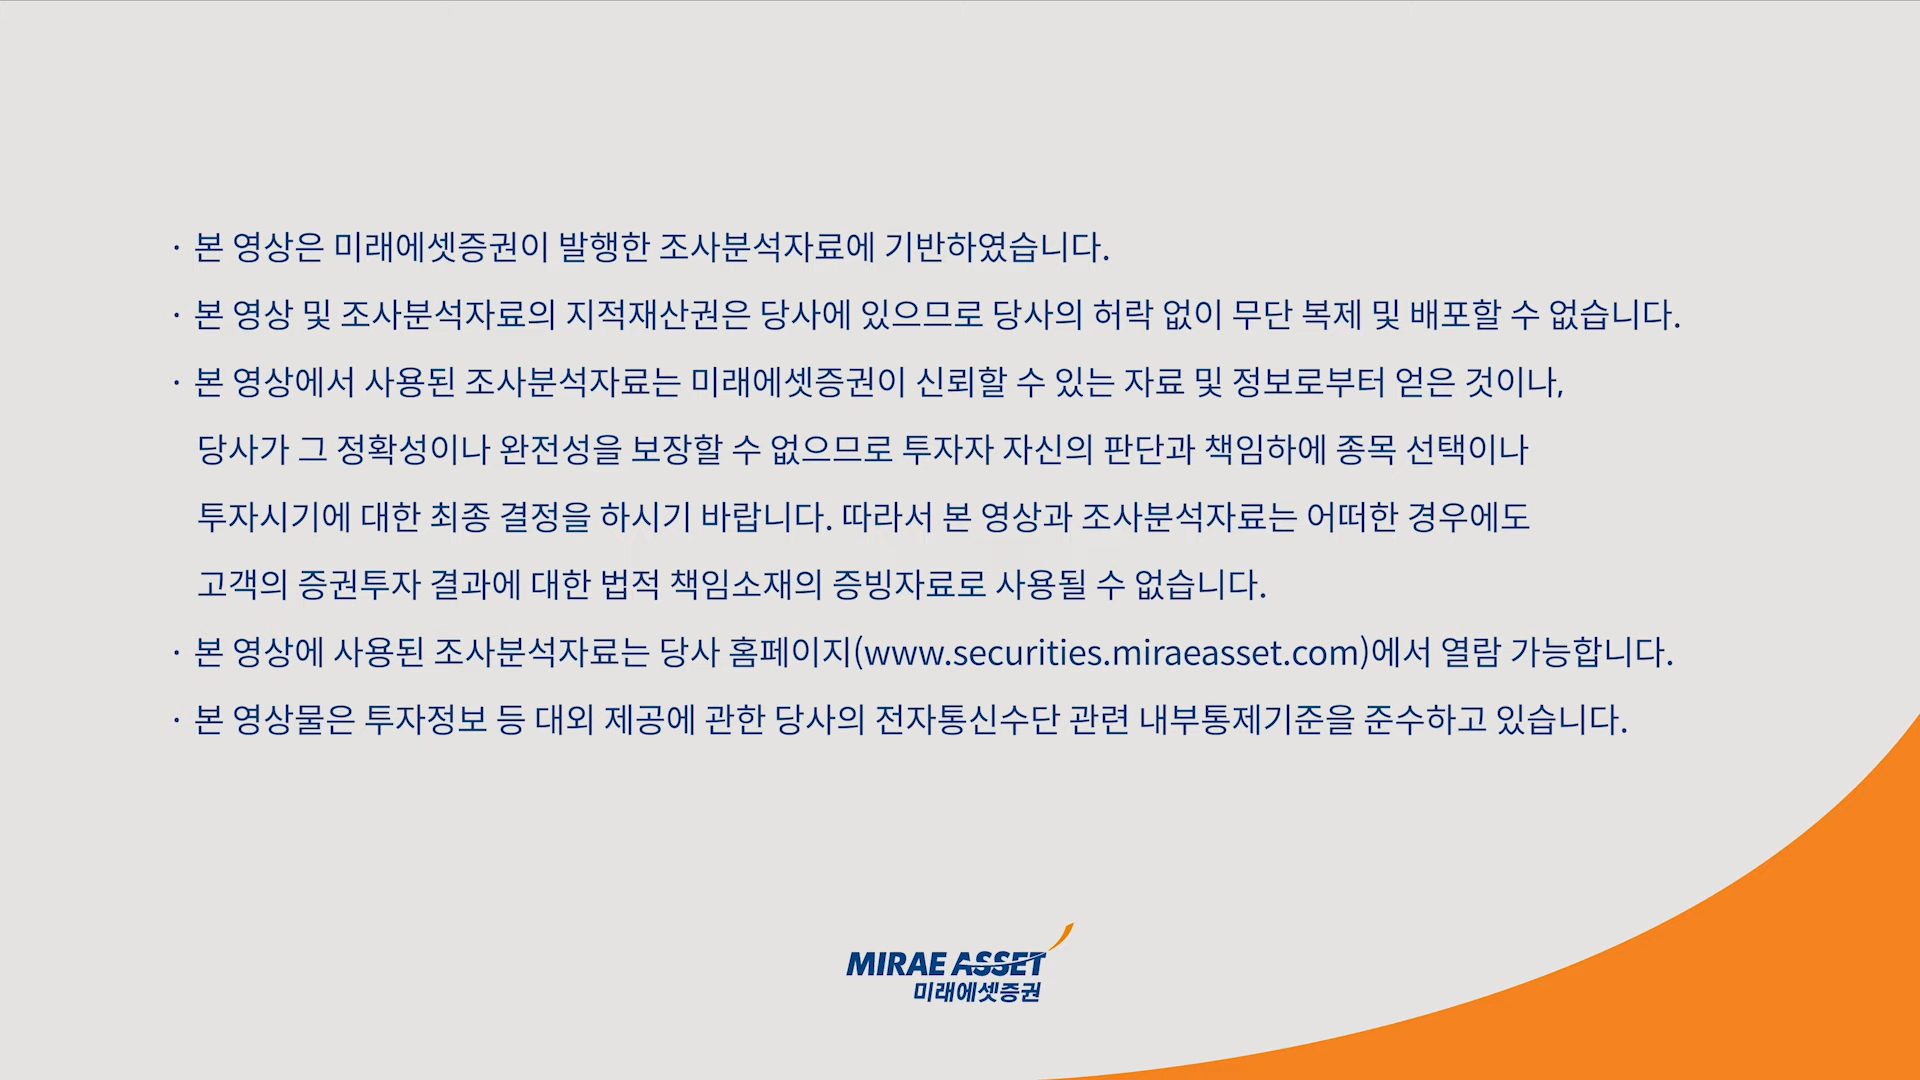 · 본 영상은 미래에셋증권이 발행한 조사분석자료에 기반하였습니다.
· 본 영상 및 조사분석자료의 지적재산권은 당사에 있으므로 당사의 허락 없이 무단 복제 및 배포할 수 없습니다.
· 본 영상에서 사용된 조사분석자료는 미래에셋증권이 신뢰할 수 있는 자료 및 정보로부터 얻은 것이나,
당사가 그 정확성이나 완전성을 보장할 수 없으므로 투자자 자신의 판단과 책임하에 종목 선택이나
투자시기에 대한 최종 결정을 하시기 바랍니다. 따라서 본 영상과 조사분석자료는 어떠한 경우에도
고객의 증권투자 결과에 대한 법적 책임소재의 증빙자료로 사용될 수 없습니다.
· 본 영상에 사용된 조사분석자료는 당사 홈페이지(www.securities.miraeasset.com)에서 열람 가능합니다.
· 본 영상물은 투자정보 등 대외 제공에 관한 당사의 전자통신수단 관련 내부통제기준을 준수하고 있습니다.
MIRAE ASSET
미래에셋증권